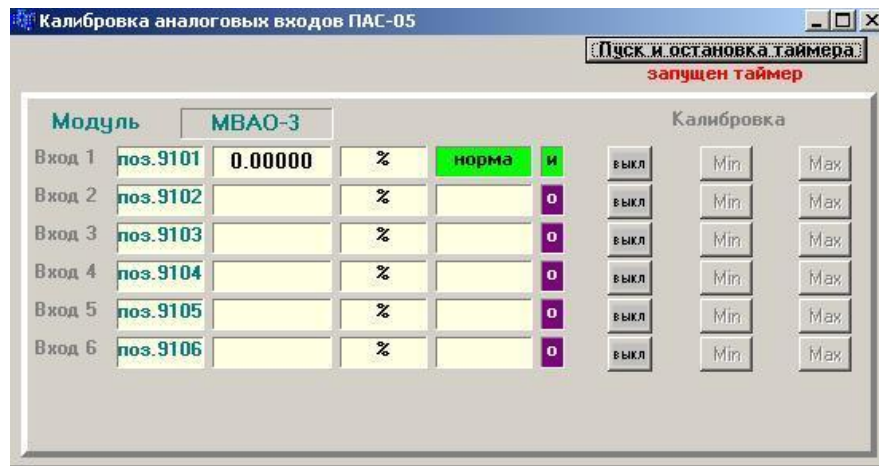 Калибровка аналоговых входов ПАС-05
Пуск и остановка таймера
запущен таймер
Модуль МВАО-3 Калибровка
Вход 1 поз.9101 0.00000 % норма и выкл Min Max
Вход 2 поз.9102 % о выкл Min Max
Вход 3 поз.9103 % о выкл Min Max
Вход 4 поз.9104 % о выкл Min Max
Вход 5 поз.9105 % о выкл Min Max
Вход 6 поз.9106 % о выкл Min Max